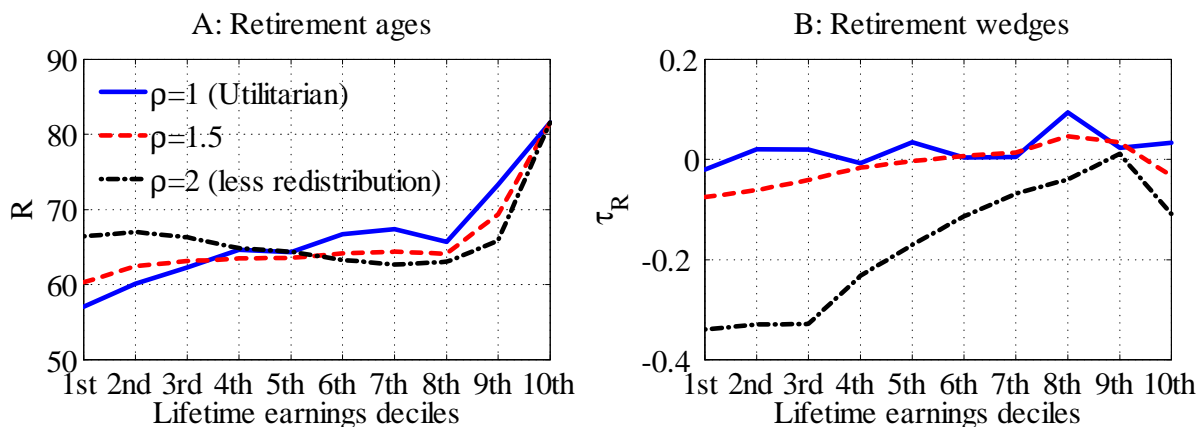 A: Retirement ages
90
80
70
60
50
R
ρ=1 (Utilitarian)
ρ=1.5
ρ=2 (less redistribution)
1st 2nd 3rd 4th 5th 6th 7th 8th 9th 10th
Lifetime earnings deciles
B: Retirement wedges
0.2
0
-0.2
-0.4
τR
1st 2nd 3rd 4th 5th 6th 7th 8th 9th 10th
Lifetime earnings deciles